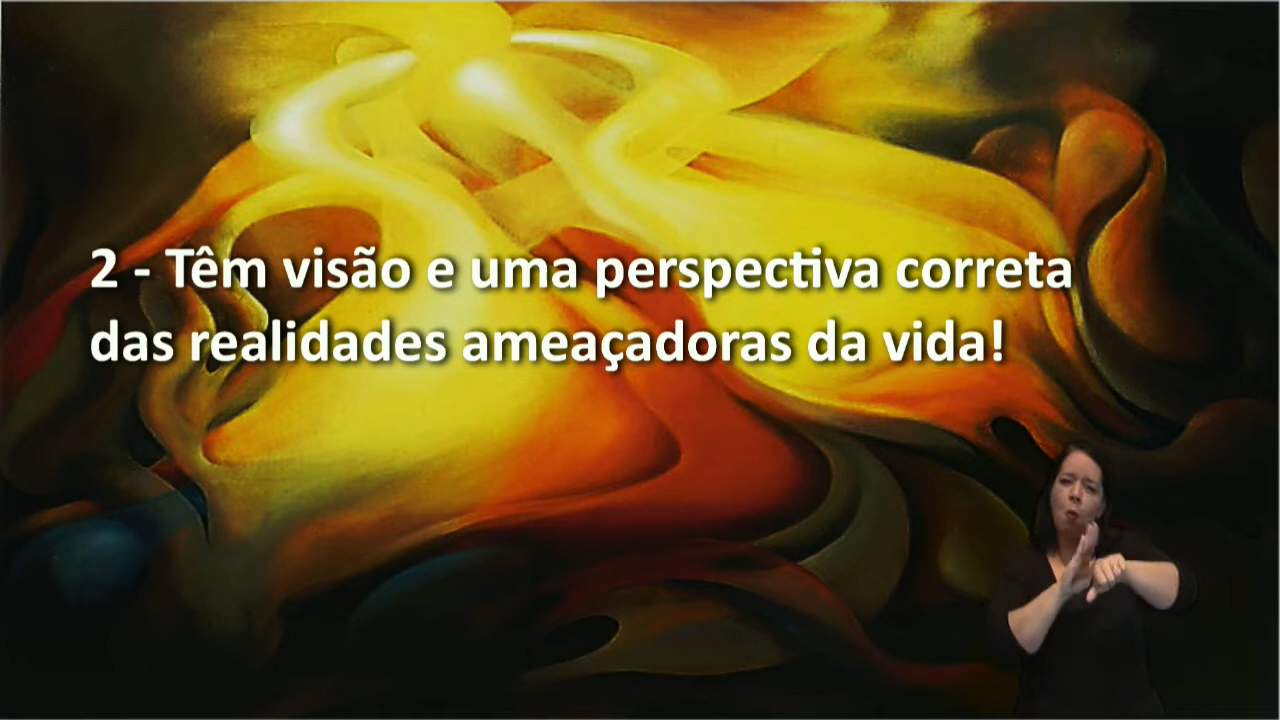 2 - Têm visão e uma perspectiva correta
das realidades ameaçadoras da vida!